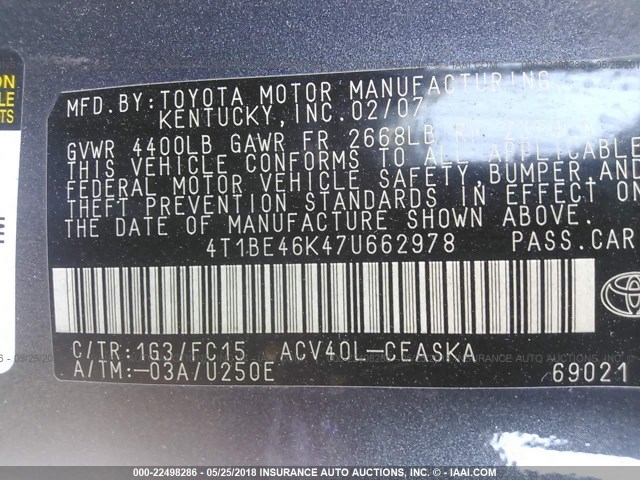 ON
CLE
S
MFD. BY: TOYOTA MOTOR MANUFACTURING
KENTUCKY, INC. 02/07
GVWR 4400LB GAWR FR 2668LB
THIS VEHICLE CONFORMS TO ALL APPLICABLE
FEDERAL MOTOR VEHICLE SAFETY, BUMPER, AND
THEFT PREVENTION STANDARDS IN EFFECT ON
THE DATE OF MANUFACTURE SHOWN ABOVE.
4T1BE46K47U662978 PASS. CAR
C/TR: 1G3/FC15 ACV40L-CEASKA
A/TM: -03A/U250E 69021
000-22498286 - 05/25/2018 INSURANCE AUTO AUCTIONS, INC. - IAAI.COM